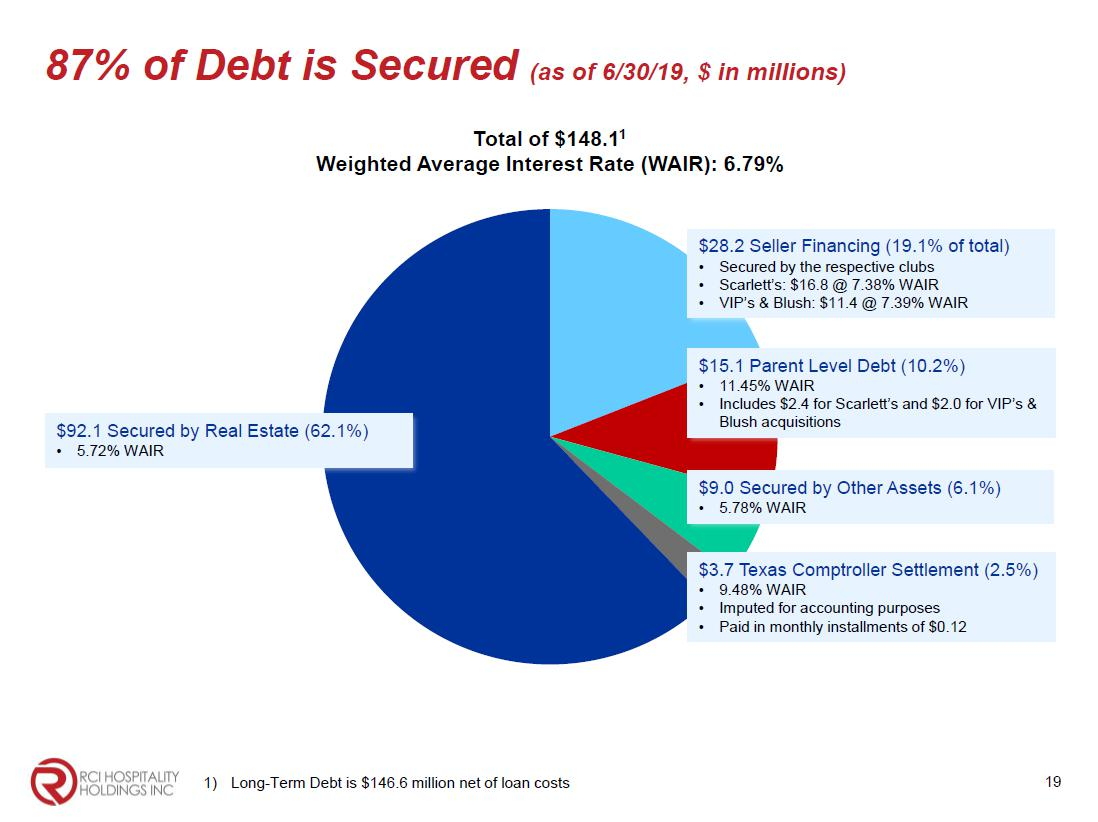 87% of Debt is Secured (as of 6/30/19, $ in millions)
Total of $148.1¹
Weighted Average Interest Rate (WAIR): 6.79%
$28.2 Seller Financing (19.1% of total)
• Secured by the respective clubs
• Scarlett’s: $16.8 @ 7.38% WAIR
• VIP’s & Blush: $11.4 @ 7.39% WAIR
$15.1 Parent Level Debt (10.2%)
• 11.45% WAIR
• Includes $2.4 for Scarlett’s and $2.0 for VIP’s &
Blush acquisitions
$92.1 Secured by Real Estate (62.1%)
• 5.72% WAIR
$9.0 Secured by Other Assets (6.1%)
• 5.78% WAIR
$3.7 Texas Comptroller Settlement (2.5%)
• 9.48% WAIR
• Imputed for accounting purposes
• Paid in monthly installments of $0.12
RCI HOSPITALITY
HOLDINGS INC
1) Long-Term Debt is $146.6 million net of loan costs
19